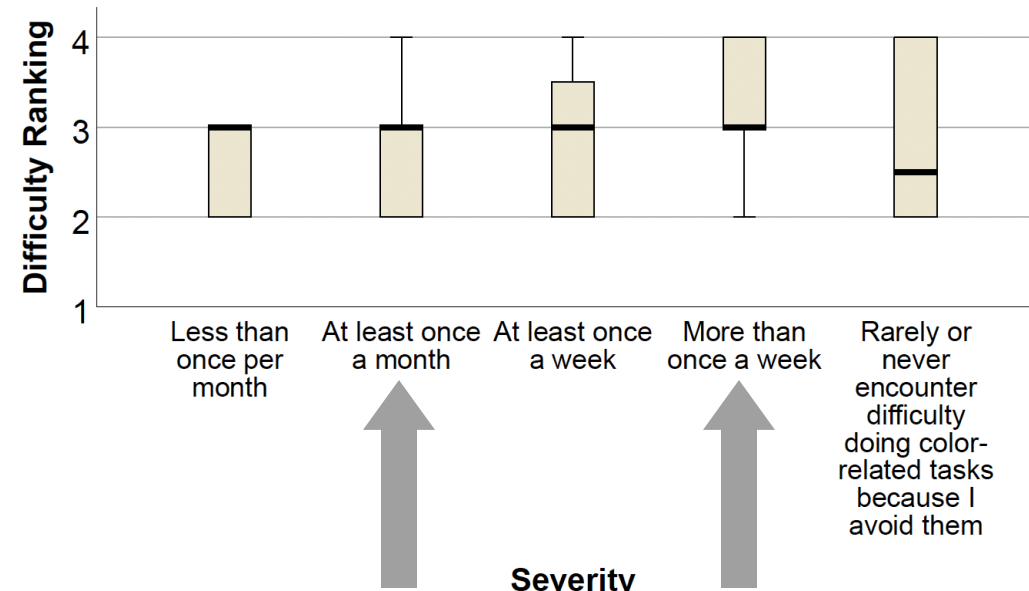 Difficulty Ranking
4
3
2
1
Less than
once per
month
At least once
a month
At least once
a week
More than
once a week
Rarely or
never
encounter
difficulty
doing color-
related tasks
because I
avoid them
Severity